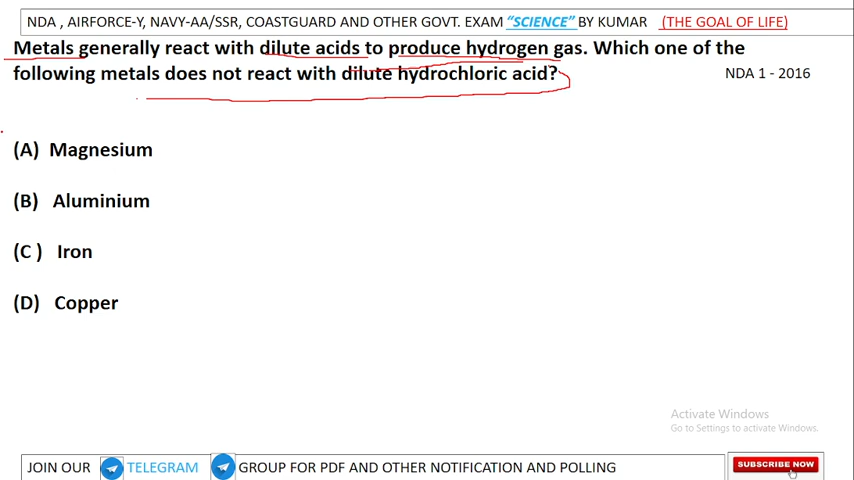 NDA , AIRFORCE-Y, NAVY-AA/SSR, COASTGUARD AND OTHER GOVT. EXAM “SCIENCE” BY KUMAR (THE GOAL OF LIFE)
Metals generally react with dilute acids to produce hydrogen gas. Which one of the
following metals does not react with dilute hydrochloric acid?
NDA 1 - 2016
(A) Magnesium
(B) Aluminium
(C ) Iron
(D) Copper
Activate Windows
Go to Settings to activate Windows.
JOIN OUR TELEGRAM GROUP FOR PDF AND OTHER NOTIFICATION AND POLLING
SUBSCRIBE NOW